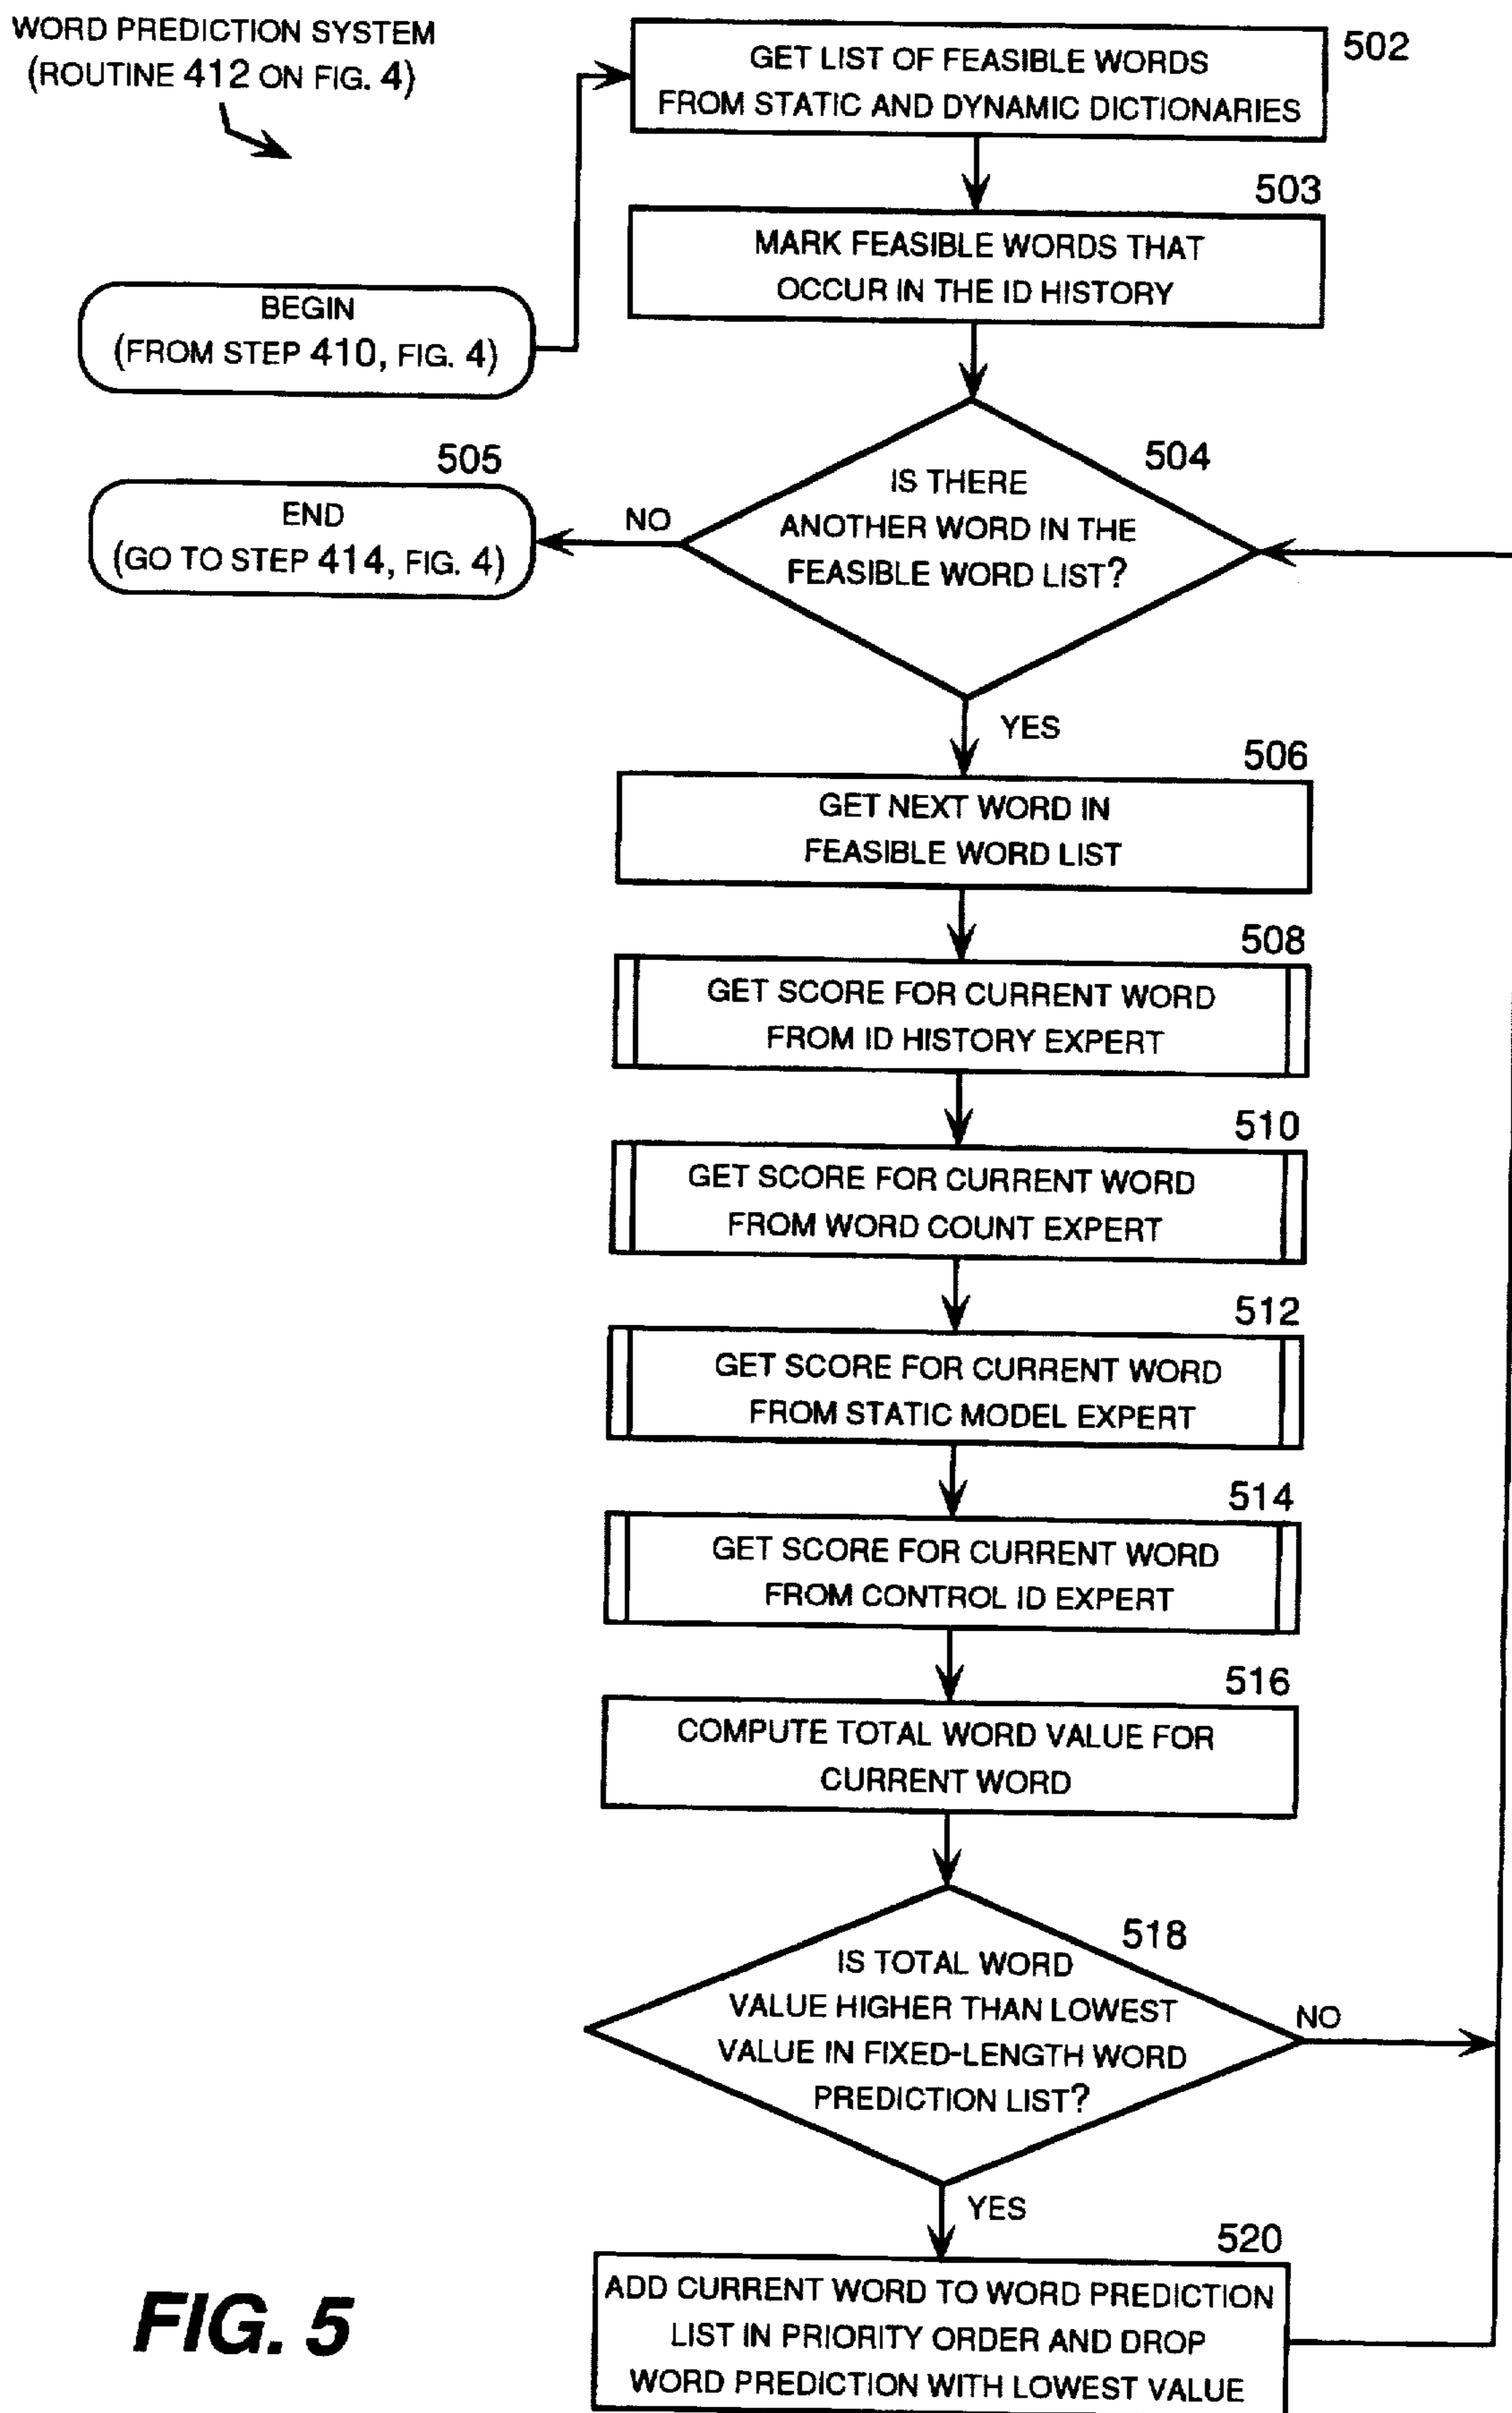 WORD PREDICTION SYSTEM
(ROUTINE 412 ON FIG. 4)
GET LIST OF FEASIBLE WORDS
FROM STATIC AND DYNAMIC DICTIONARIES
502
503
MARK FEASIBLE WORDS THAT
OCCUR IN THE ID HISTORY
BEGIN
(FROM STEP 410, FIG. 4)
504
IS THERE
ANOTHER WORD IN THE
FEASIBLE WORD LIST?
NO
505
END
(GO TO STEP 414, FIG. 4)
YES
506
GET NEXT WORD IN
FEASIBLE WORD LIST
508
GET SCORE FOR CURRENT WORD
FROM ID HISTORY EXPERT
510
GET SCORE FOR CURRENT WORD
FROM WORD COUNT EXPERT
512
GET SCORE FOR CURRENT WORD
FROM STATIC MODEL EXPERT
514
GET SCORE FOR CURRENT WORD
FROM CONTROL ID EXPERT
516
COMPUTE TOTAL WORD VALUE FOR
CURRENT WORD
518
IS TOTAL WORD
VALUE HIGHER THAN LOWEST
VALUE IN FIXED-LENGTH WORD
PREDICTION LIST?
NO
YES
520
ADD CURRENT WORD TO WORD PREDICTION
LIST IN PRIORITY ORDER AND DROP
WORD PREDICTION WITH LOWEST VALUE
FIG. 5